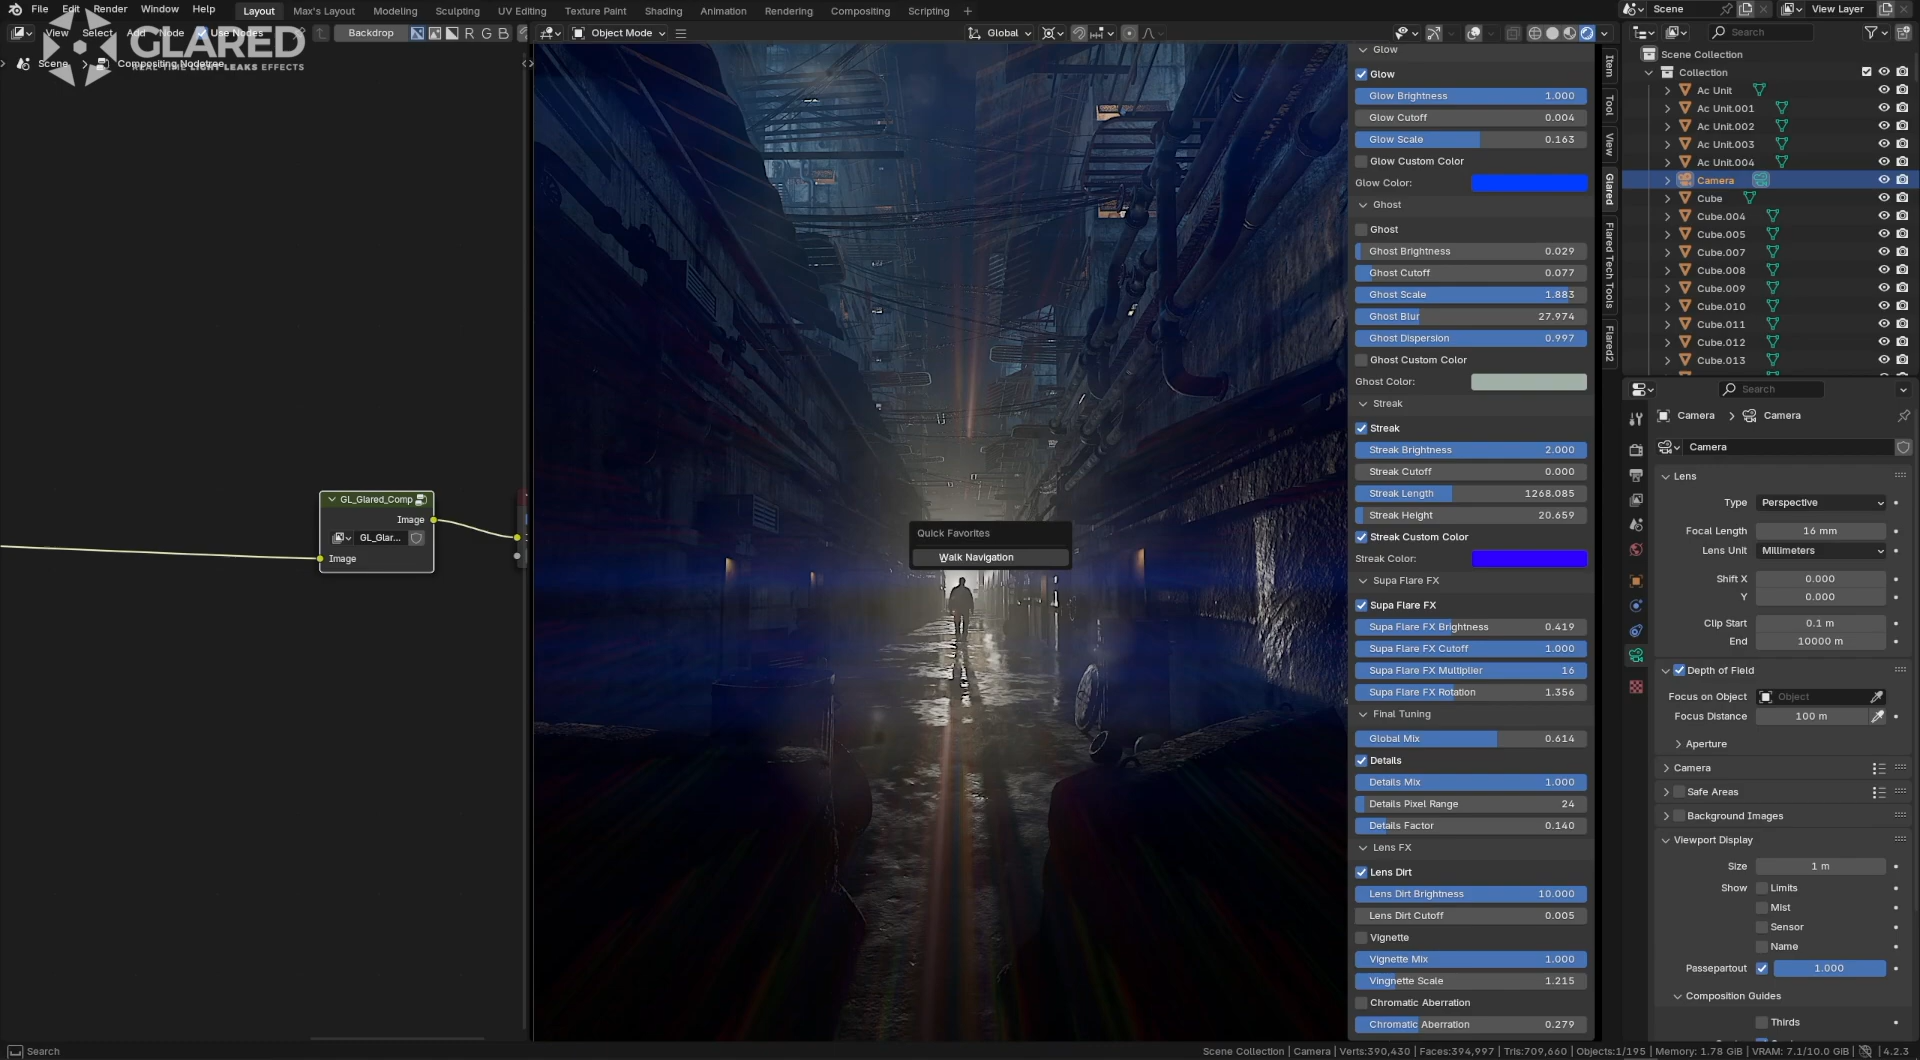 File
Edit
Render
Window
Help
Layout
Max's Layout
Modeling
Sculpting
UV Editing
Texture Paint
Shading
Animation
Rendering
Compositing
Scripting
+
Scene
View Layer
View
Select
Add
Node
Use Nodes
Backdrop
R G B
GLARED
REAL-TIME LIGHT LEAKS EFFECTS
Scene > Compositing Nodetree
Object Mode
Global
Search
GL_Glared_Comp
Image
GL_Glar...
Image
Quick Favorites
Walk Navigation
Glow
Glow
Glow Brightness 1.000
Glow Cutoff 0.004
Glow Scale 0.163
Glow Custom Color
Glow Color:
Ghost
Ghost
Ghost Brightness 0.029
Ghost Cutoff 0.077
Ghost Scale 1.883
Ghost Blur 27.974
Ghost Dispersion 0.997
Ghost Custom Color
Ghost Color:
Streak
Streak
Streak Brightness 2.000
Streak Cutoff 0.000
Streak Length 1268.085
Streak Height 20.659
Streak Custom Color
Streak Color:
Supa Flare FX
Supa Flare FX
Supa Flare FX Brightness 0.419
Supa Flare FX Cutoff 1.000
Supa Flare FX Multiplier 16
Supa Flare FX Rotation 1.356
Final Tuning
Global Mix 0.614
Details
Details Mix 1.000
Details Pixel Range 24
Details Factor 0.140
Lens FX
Lens Dirt
Lens Dirt Brightness 10.000
Lens Dirt Cutoff 0.005
Vignette
Vignette Mix 1.000
Vingnette Scale 1.215
Chromatic Aberration
Chromatic Aberration 0.279
Item
Tool
View
Glared
Flared Tech Tools
Flared2
Scene Collection
Collection
Ac Unit
Ac Unit.001
Ac Unit.002
Ac Unit.003
Ac Unit.004
Camera
Cube
Cube.004
Cube.005
Cube.007
Cube.008
Cube.009
Cube.010
Cube.011
Cube.012
Cube.013
Search
Camera > Camera
Camera
Lens
Type Perspective
Focal Length 16 mm
Lens Unit Millimeters
Shift X 0.000
Y 0.000
Clip Start 0.1 m
End 10000 m
Depth of Field
Focus on Object Object
Focus Distance 100 m
Aperture
Camera
Safe Areas
Background Images
Viewport Display
Size 1 m
Show Limits
Mist
Sensor
Name
Passepartout 1.000
Composition Guides
Thirds
Search
Scene Collection | Camera | Verts:390,430 | Faces:394,997 | Tris:709,660 | Objects:1/195 | Memory: 1.78 GiB | VRAM: 7.1/10.0 GiB | 4.2.3